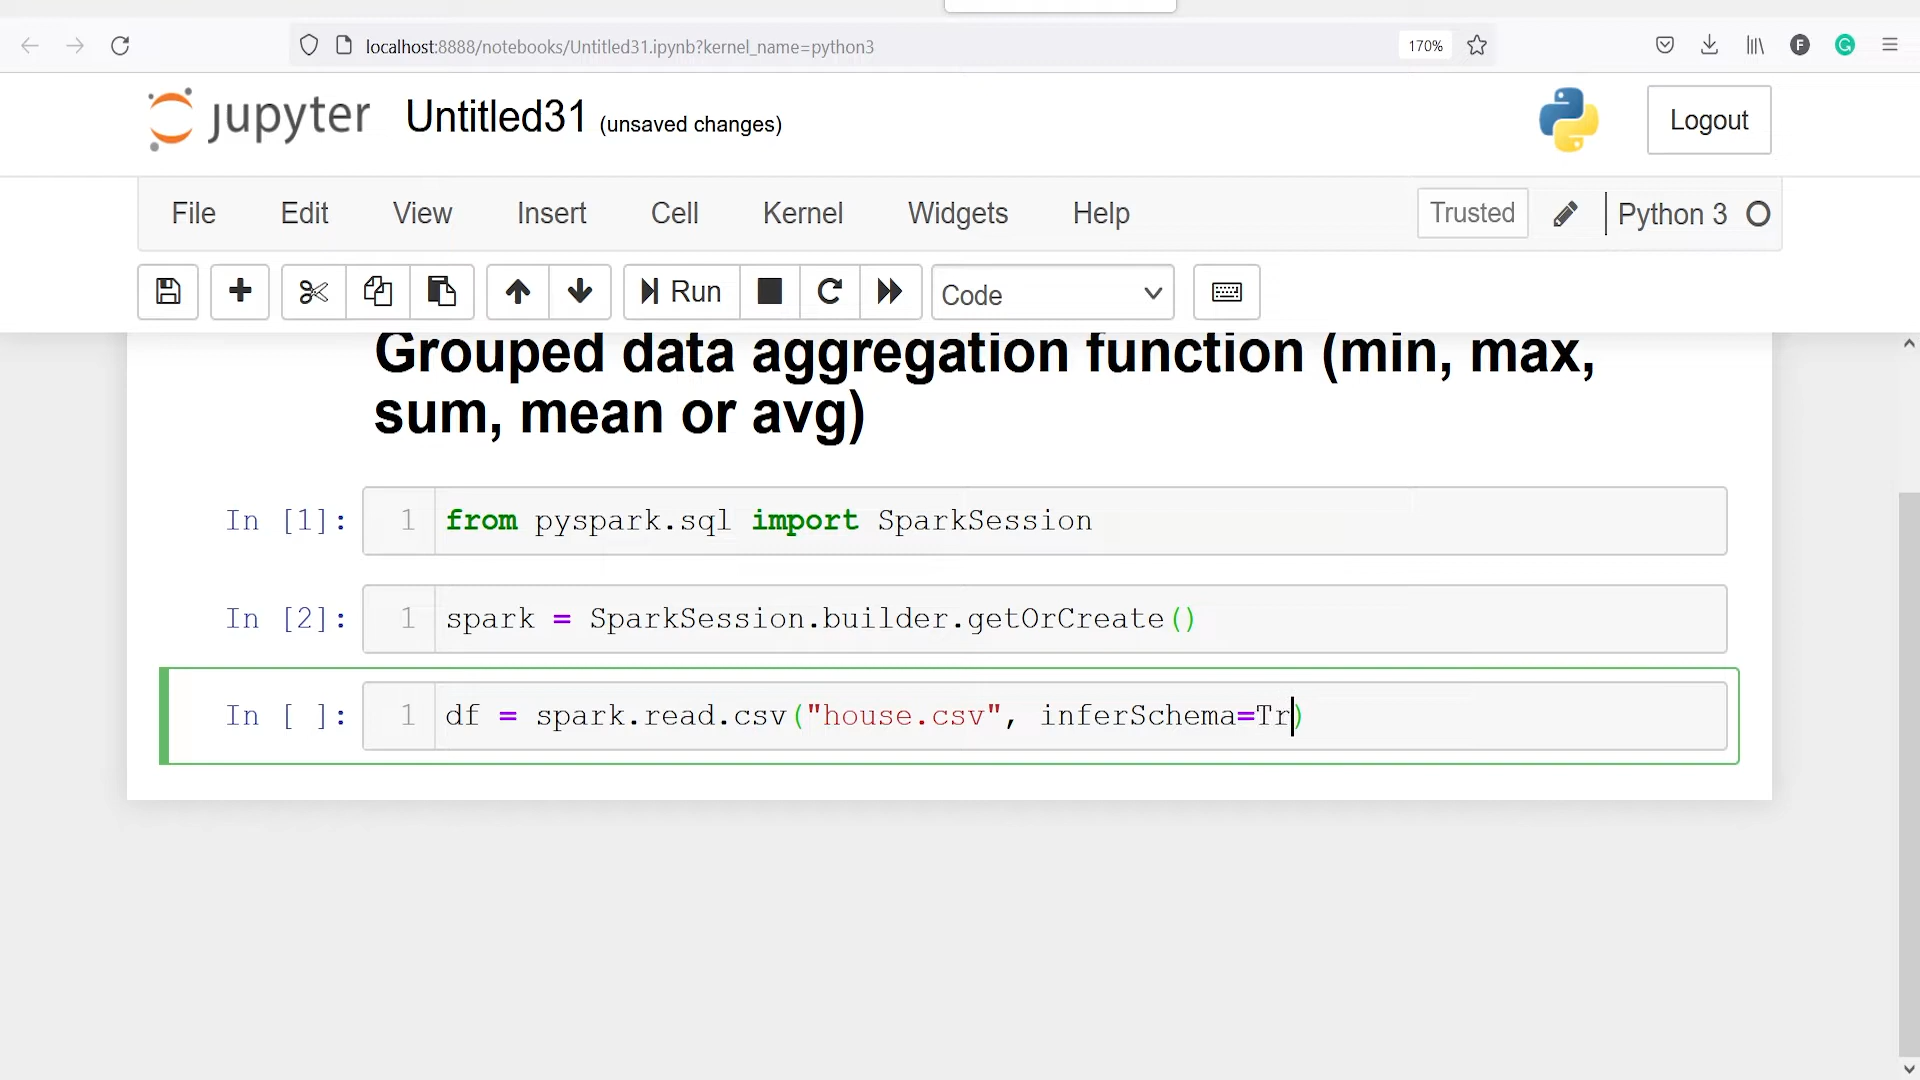 localhost:8888/notebooks/Untitled31.ipynb?kernel_name=python3 170% F G
jupyter Untitled31 (unsaved changes) Logout
File Edit View Insert Cell Kernel Widgets Help Trusted Python 3
Run Code
Grouped data aggregation function (min, max,
sum, mean or avg)
In [1]: 1 from pyspark.sql import SparkSession
In [2]: 1 spark = SparkSession.builder.getOrCreate()
In [ ]: 1 df = spark.read.csv("house.csv", inferSchema=Tr)